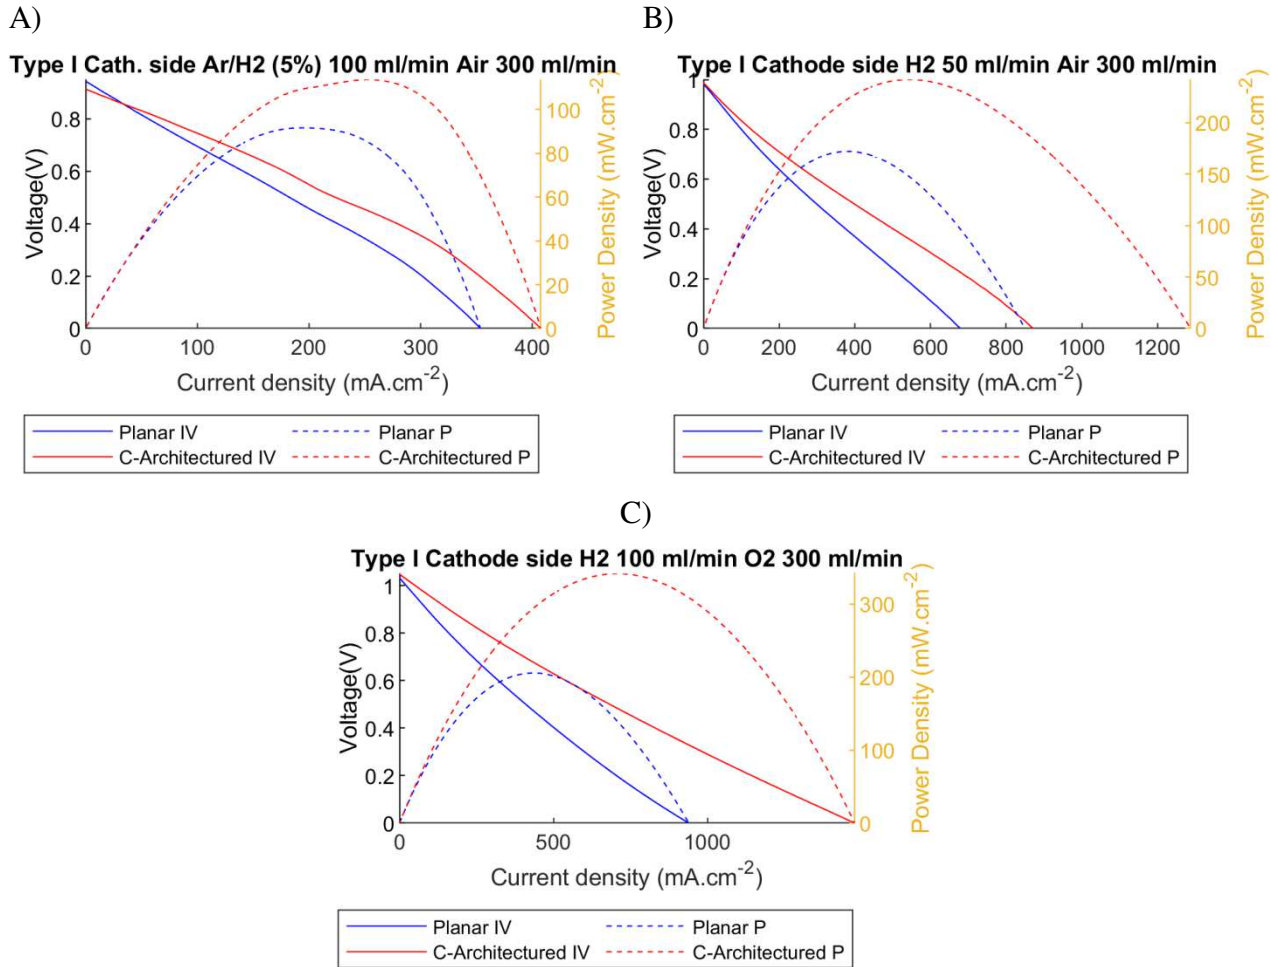 A)
Type I Cath. side Ar/H2 (5%) 100 ml/min Air 300 ml/min
Voltage(V)
0.8
0.6
0.4
0.2
0
0
100
200
300
400
Current density (mA.cm-2)
100
80
60
40
20
0
Power Density (mW.cm-2)
Planar IV
Planar P
C-Architectured IV
C-Architectured P
B)
Type I Cathode side H2 50 ml/min Air 300 ml/min
Voltage(V)
1
0.8
0.6
0.4
0.2
0
0
200
400
600
800
1000
1200
Current density (mA.cm-2)
200
150
100
50
0
Power Density (mW.cm-2)
Planar IV
Planar P
C-Architectured IV
C-Architectured P
C)
Type I Cathode side H2 100 ml/min O2 300 ml/min
Voltage(V)
1
0.8
0.6
0.4
0.2
0
0
500
1000
Current density (mA.cm-2)
300
200
100
0
Power Density (mW.cm-2)
Planar IV
Planar P
C-Architectured IV
C-Architectured P